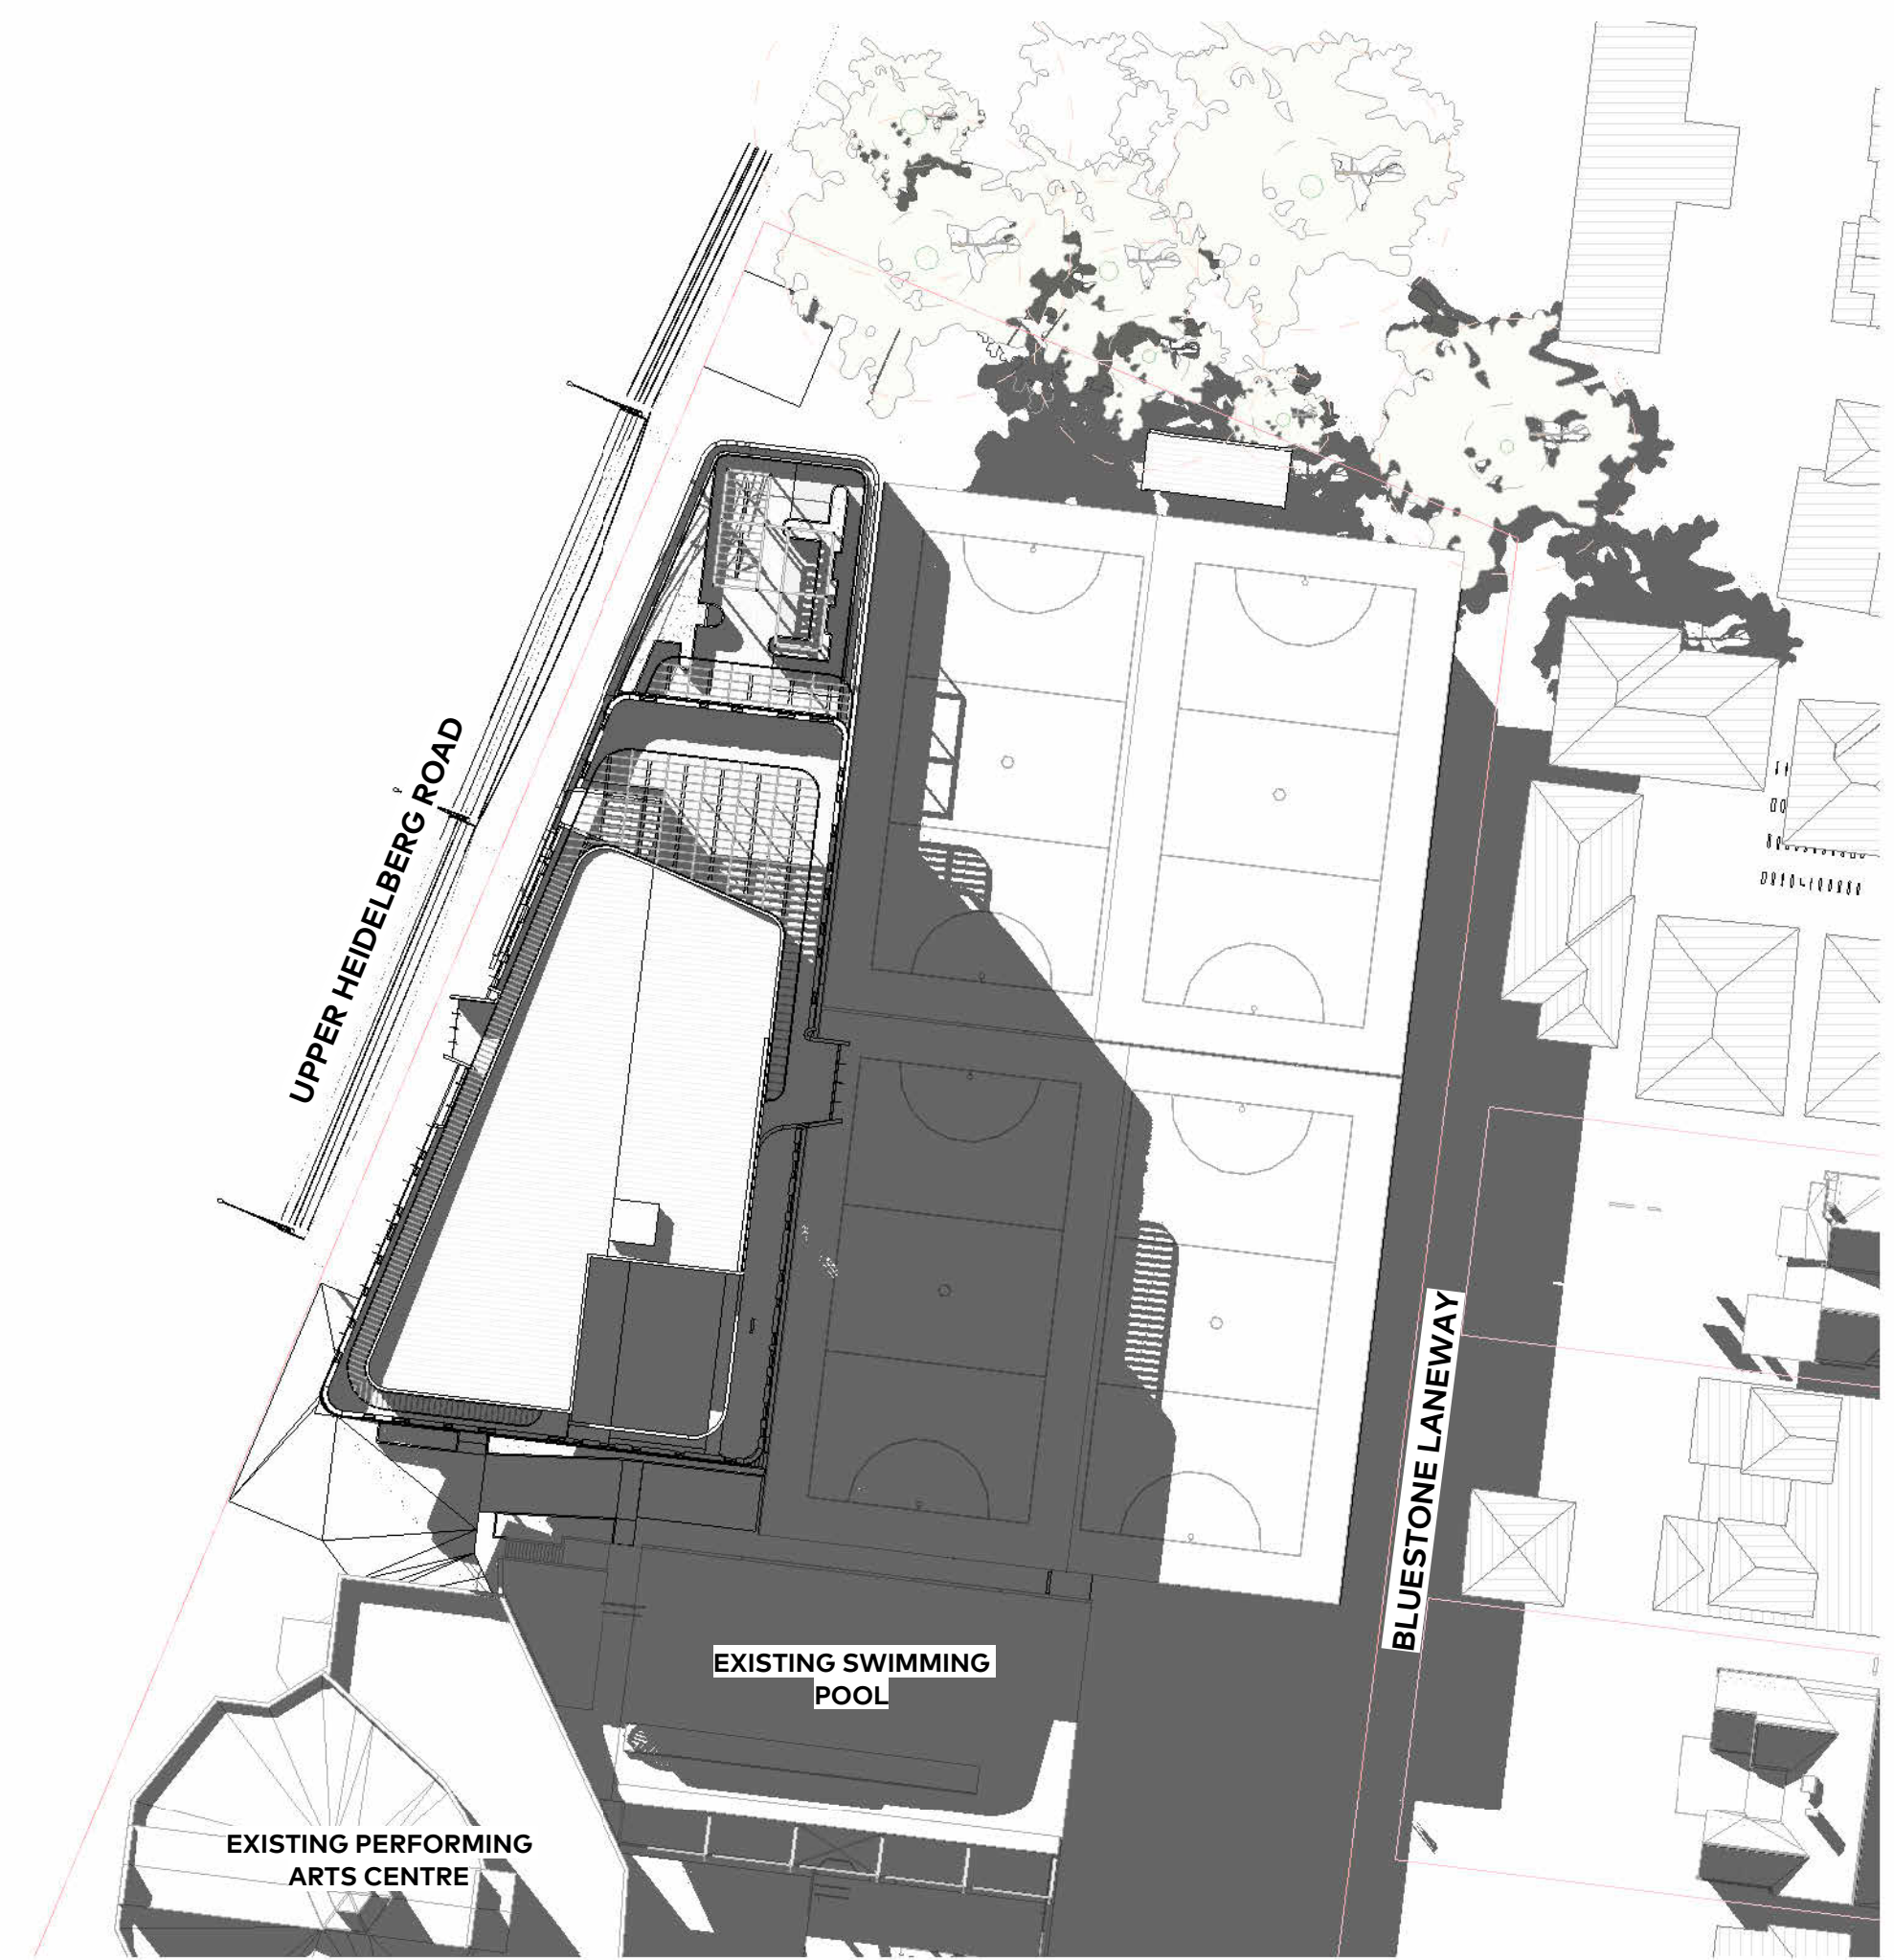 UPPER HEIDELBERG ROAD
BLUESTONE LANEWAY
EXISTING SWIMMING
POOL
EXISTING PERFORMING
ARTS CENTRE